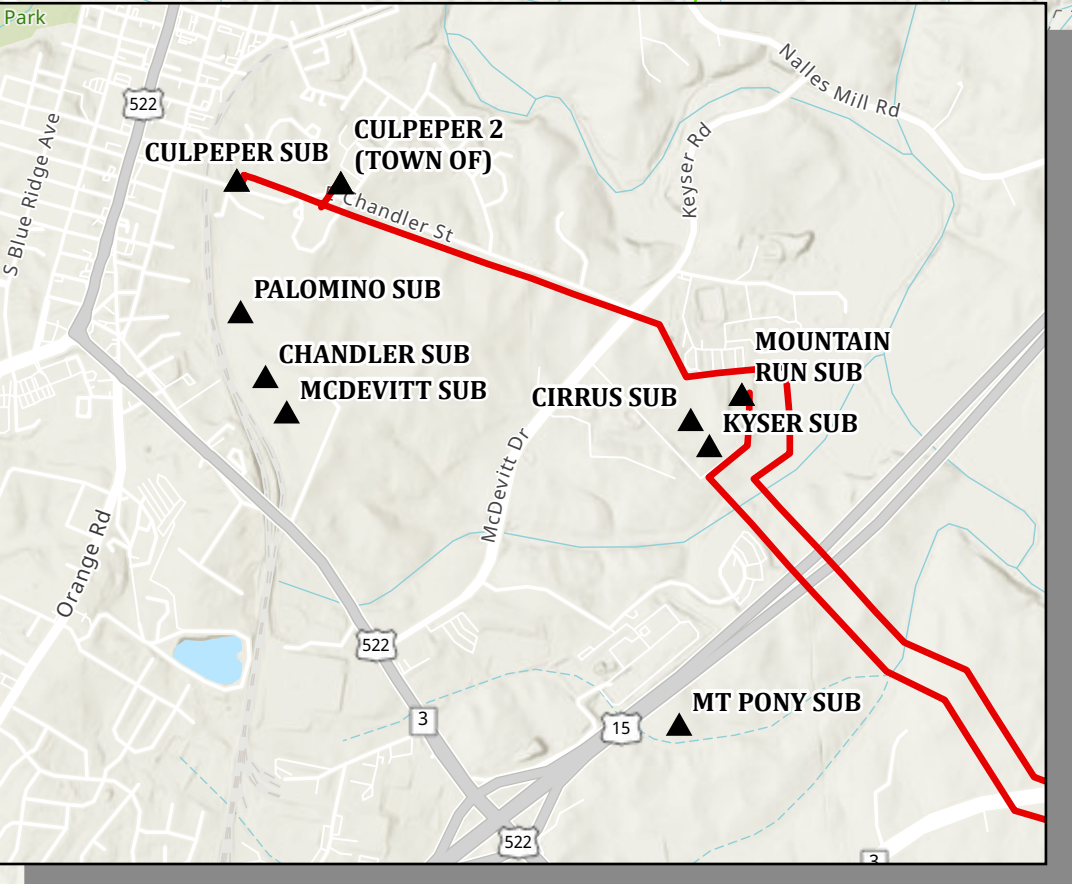 Park
522
Nalles Mill Rd
S Blue Ridge Ave
CULPEPER SUB
CULPEPER 2
(TOWN OF)
Keyser Rd
Chandler St
PALOMINO SUB
CHANDLER SUB
MCDEVITT SUB
MOUNTAIN
RUN SUB
CIRRUS SUB
KYSER SUB
McDevitt Dr
Orange Rd
522
3
15
MT PONY SUB
522
3